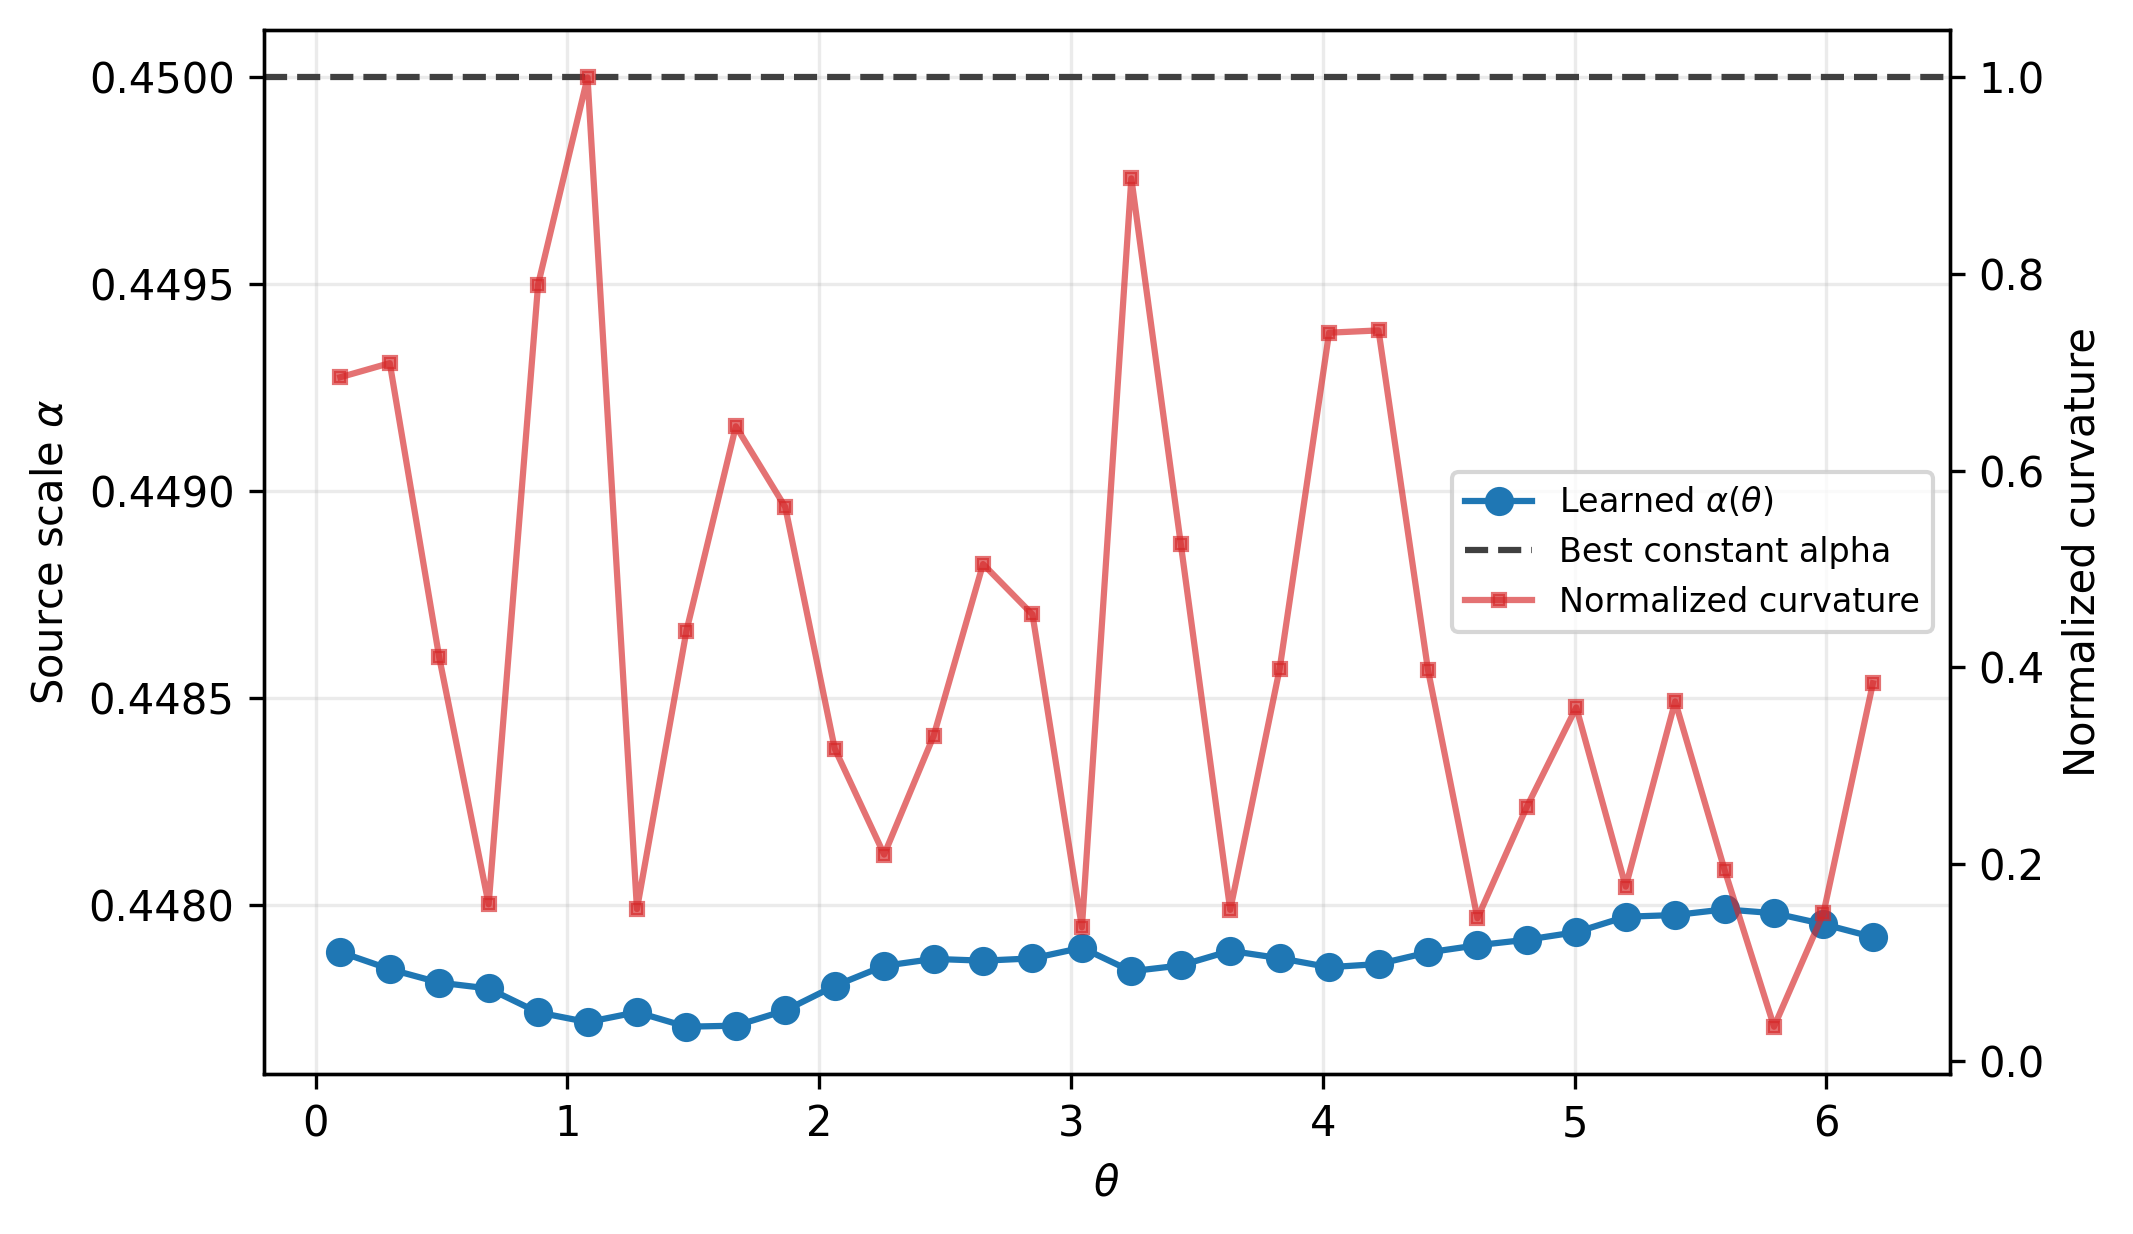 0.4500
0.4495
0.4490
0.4485
0.4480
Source scale α
1.0
0.8
0.6
0.4
0.2
0.0
Normalized curvature
Learned α(θ)
Best constant alpha
Normalized curvature
0 1 2 3 4 5 6
θ